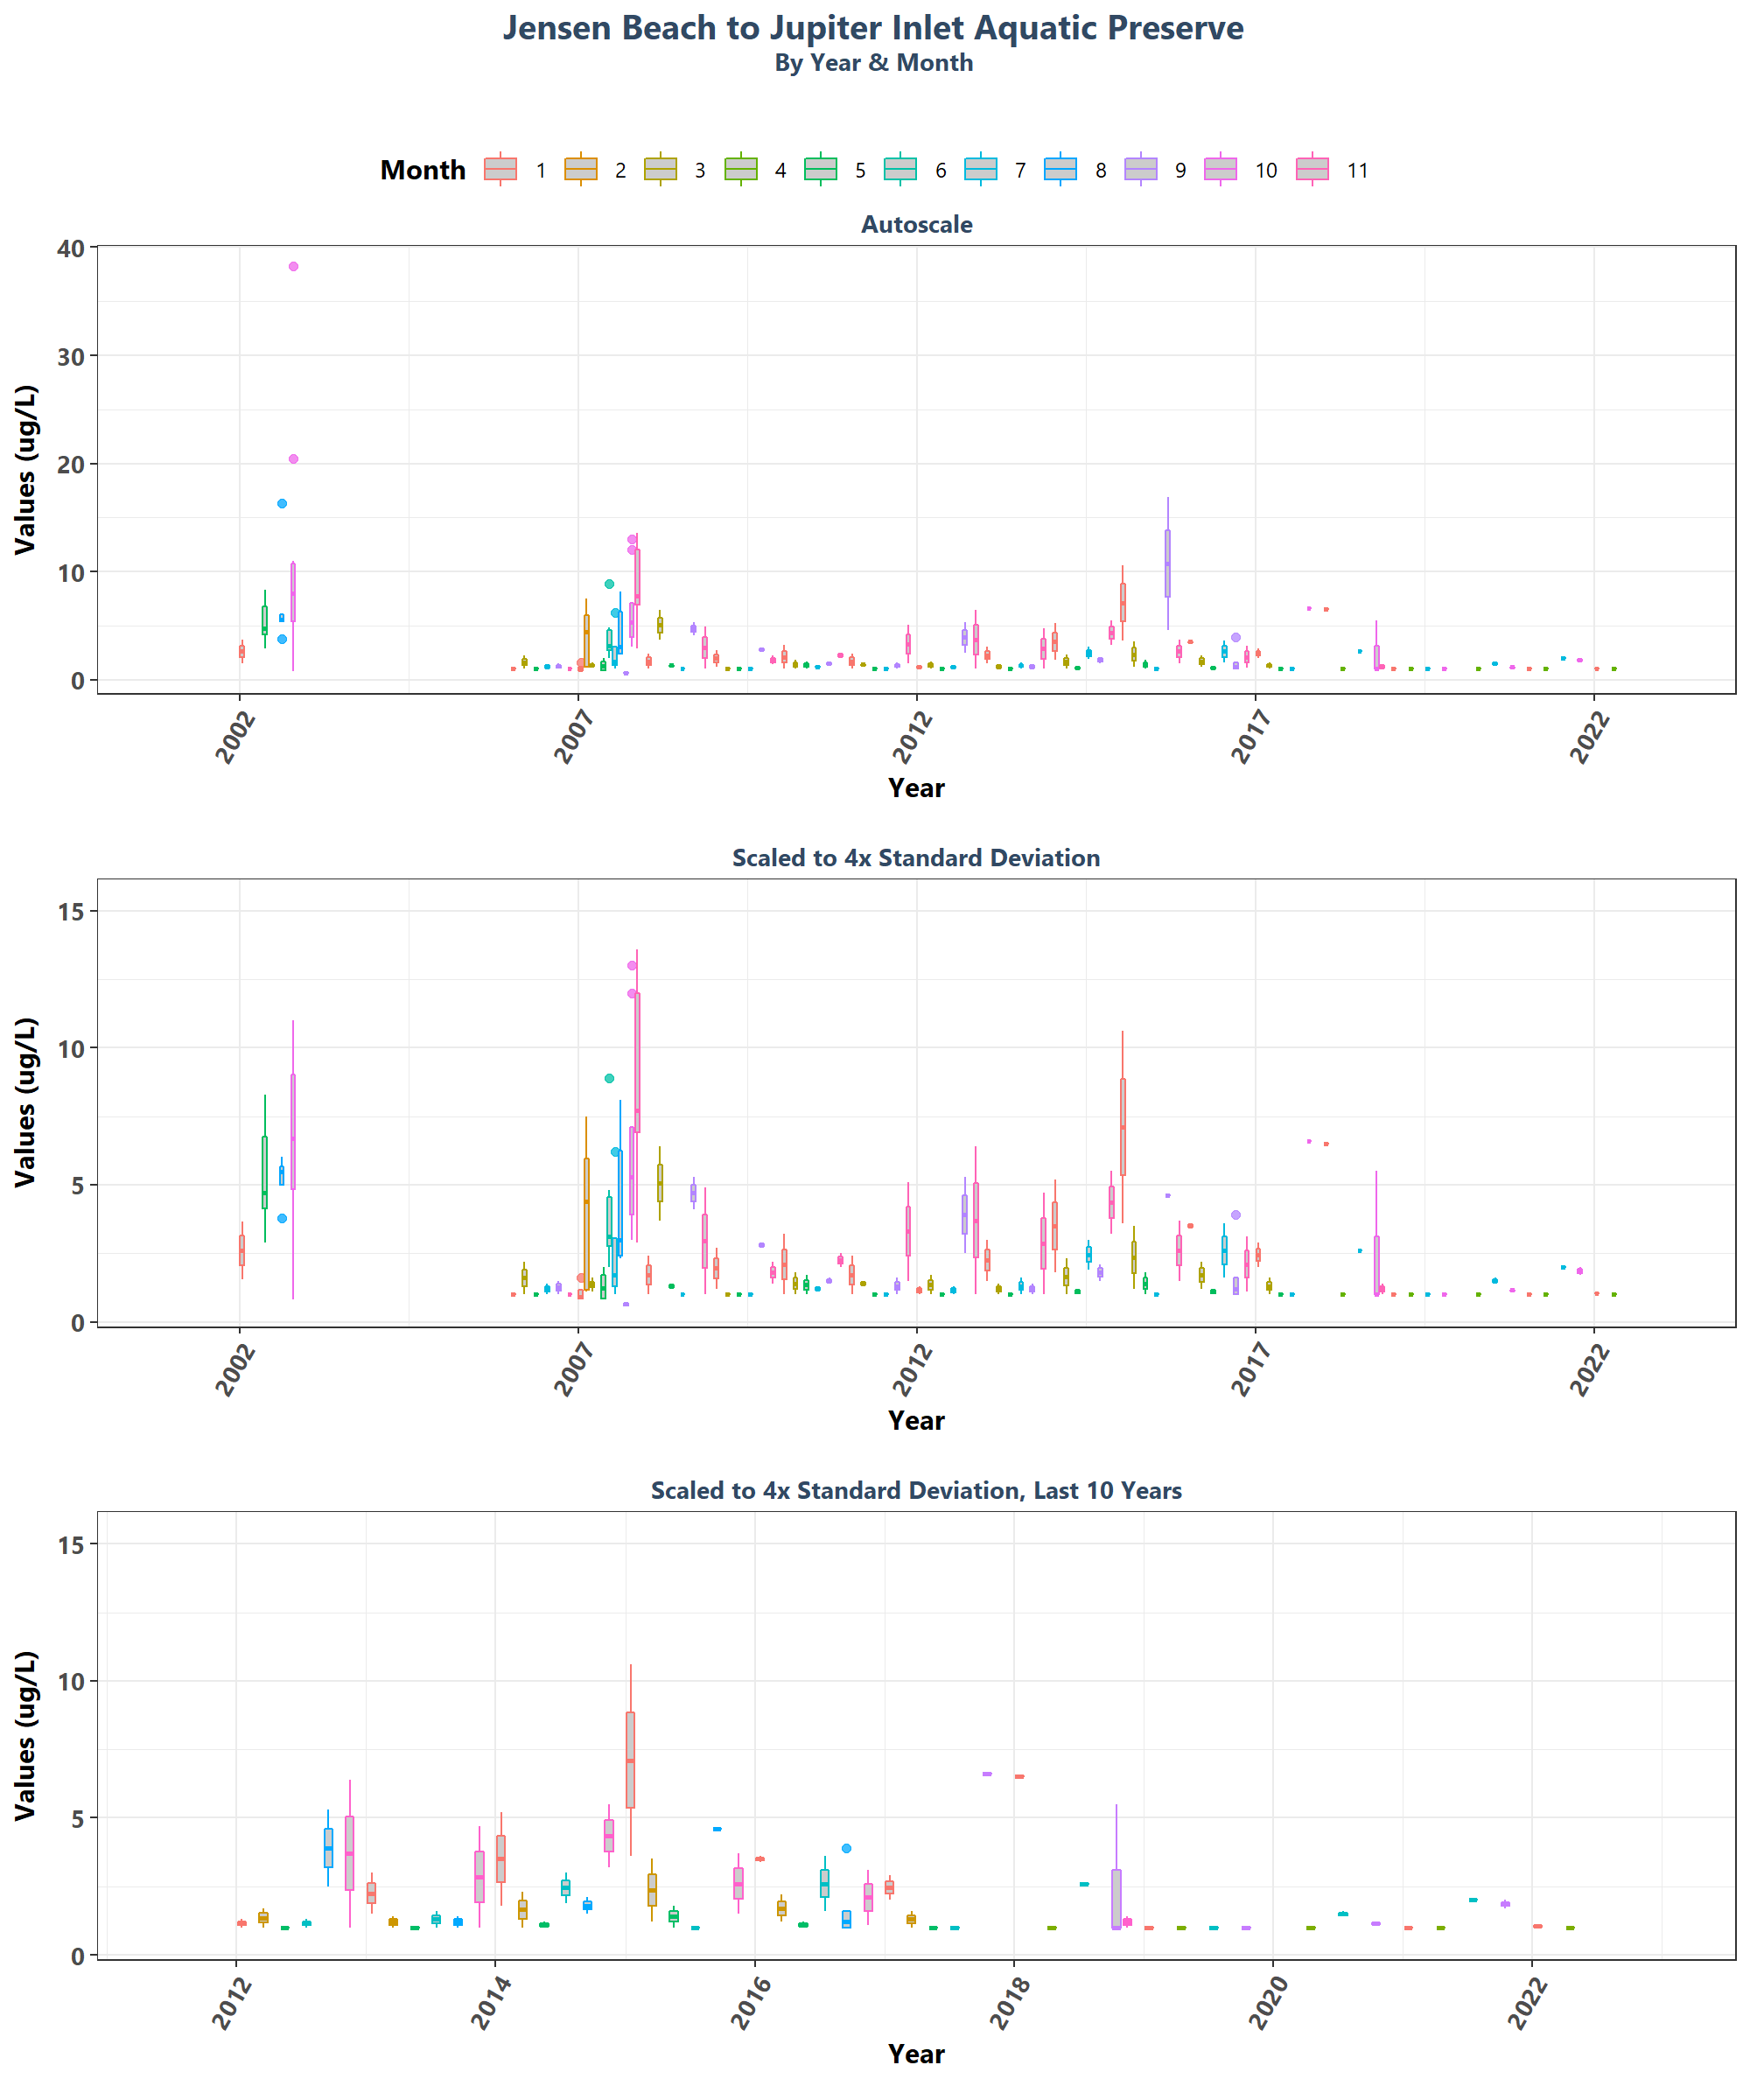 Jensen Beach to Jupiter Inlet Aquatic Preserve
By Year & Month
Month 1 2 3 4 5 6 7 8 9 10 11
Autoscale
40
30
20
10
0
Values (ug/L)
2002 2007 2012 2017 2022
Year
Scaled to 4x Standard Deviation
15
10
5
0
Values (ug/L)
2002 2007 2012 2017 2022
Year
Scaled to 4x Standard Deviation, Last 10 Years
15
10
5
0
Values (ug/L)
2012 2014 2016 2018 2020 2022
Year